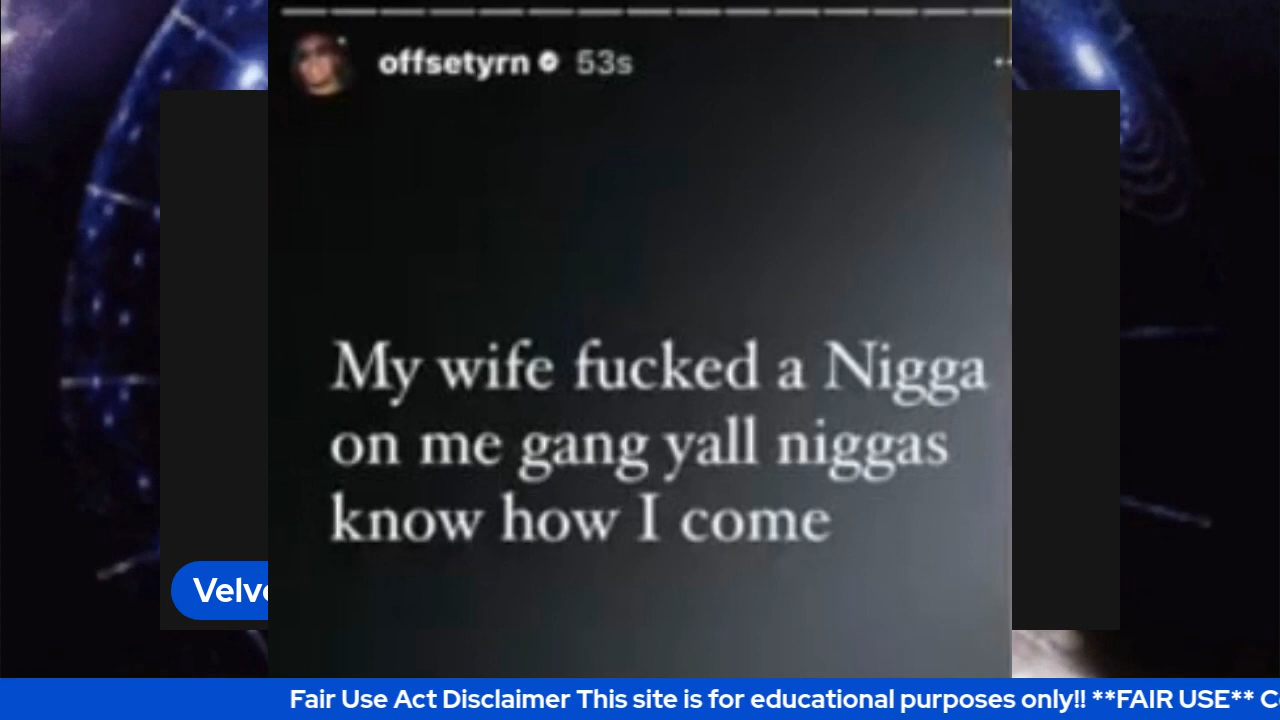 offsetyrn 53s
My wife fucked a Nigga
on me gang yall niggas
know how I come
Velve
Fair Use Act Disclaimer This site is for educational purposes only!! **FAIR USE** C